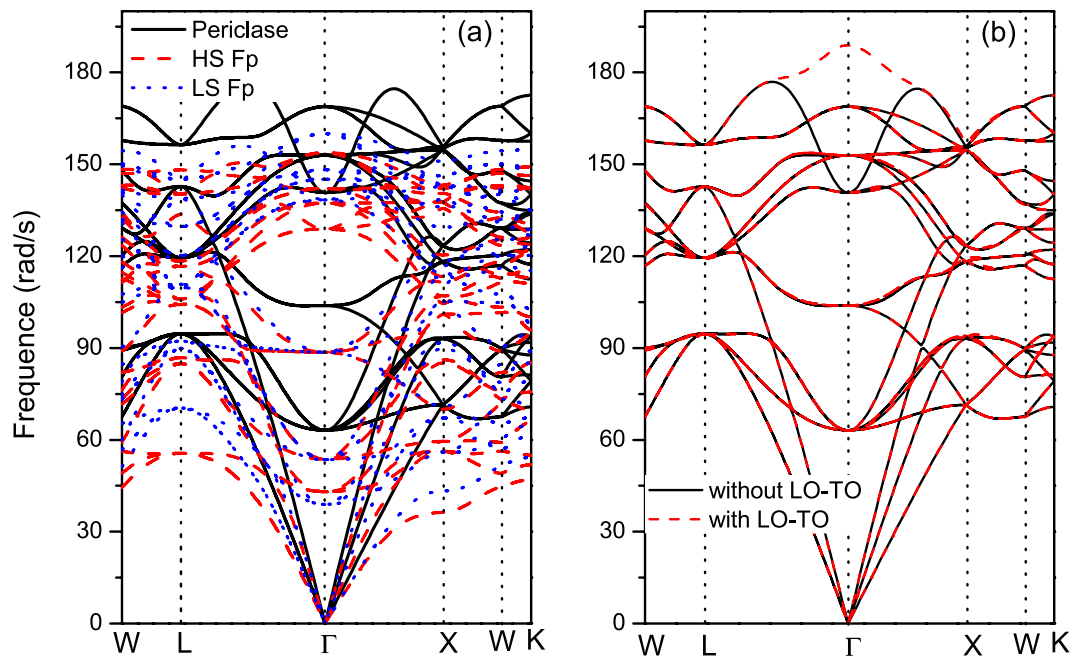 (a)
Periclase
HS Fp
LS Fp
Frequence (rad/s)
180
150
120
90
60
30
0
W L Γ X W K
(b)
180
150
120
90
60
30
0
without LO-TO
with LO-TO
W L Γ X W K